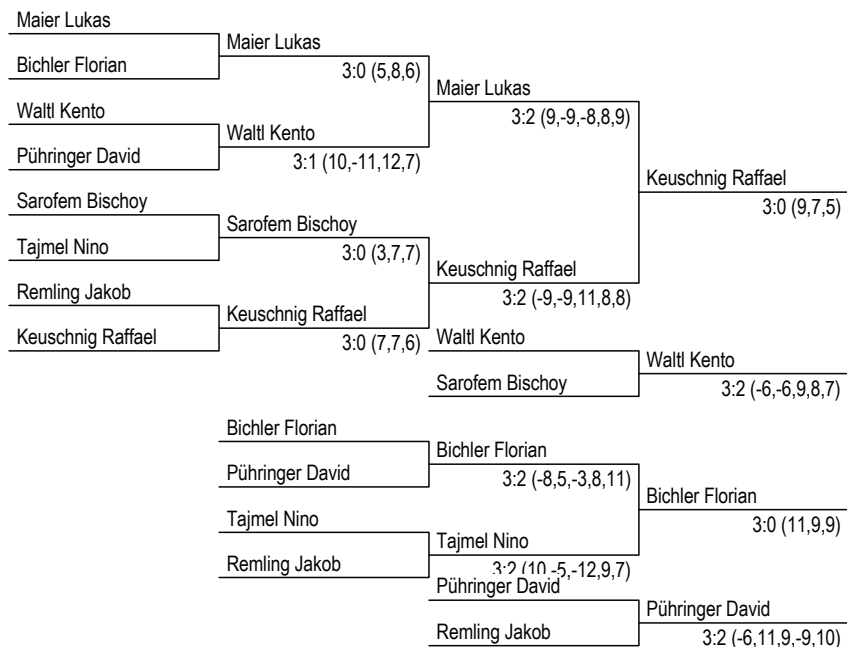 Maier Lukas
Maier Lukas
Bichler Florian
3:0 (5,8,6)
Maier Lukas
Waltl Kento
3:2 (9,-9,-8,8,9)
Waltl Kento
Pühringer David
3:1 (10,-11,12,7)
Keuschnig Raffael
Sarofem Bischoy
3:0 (9,7,5)
Sarofem Bischoy
Tajmel Nino
3:0 (3,7,7)
Keuschnig Raffael
Remling Jakob
3:2 (-9,-9,11,8,8)
Keuschnig Raffael
Keuschnig Raffael
3:0 (7,7,6)
Waltl Kento
Waltl Kento
Sarofem Bischoy
3:2 (-6,-6,9,8,7)
Bichler Florian
Bichler Florian
Pühringer David
3:2 (-8,5,-3,8,11)
Bichler Florian
Tajmel Nino
3:0 (11,9,9)
Tajmel Nino
Remling Jakob
3:2 (10,-5,-12,9,7)
Pühringer David
Pühringer David
Remling Jakob
3:2 (-6,11,9,-9,10)